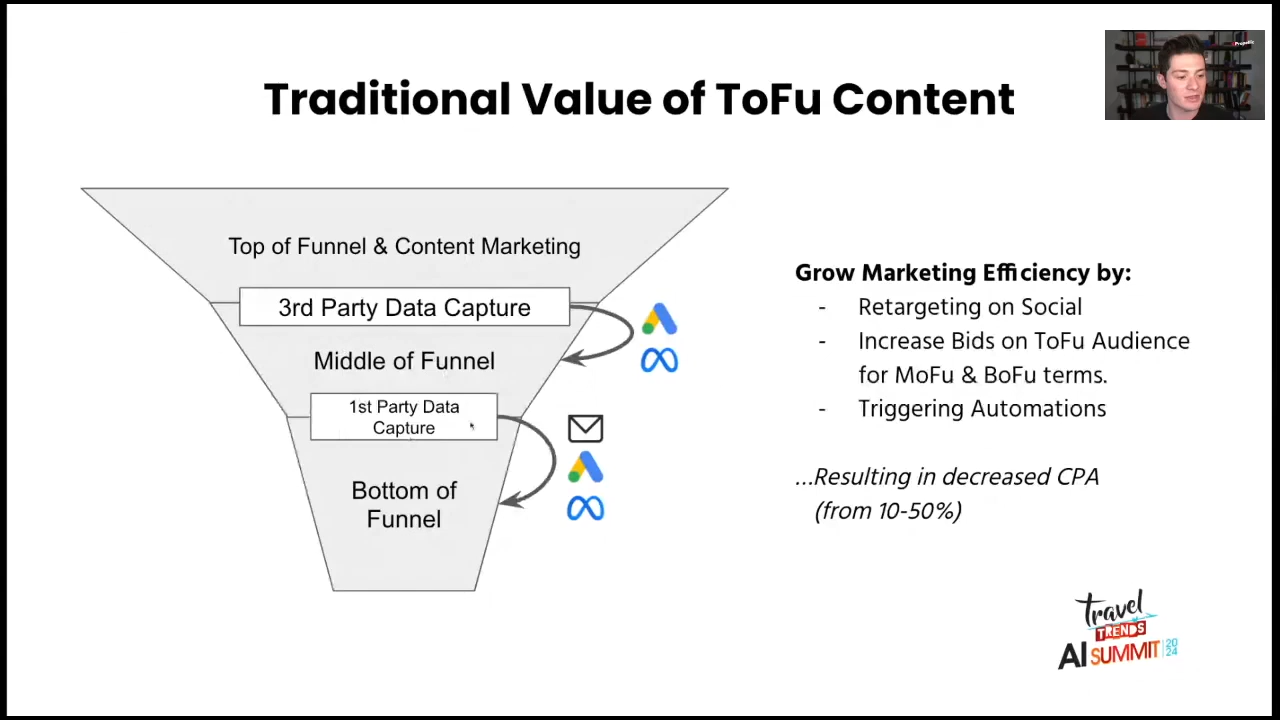 Traditional Value of ToFu Content
Propellic
Top of Funnel & Content Marketing
3rd Party Data Capture
Middle of Funnel
1st Party Data
Capture
Bottom of
Funnel
Grow Marketing Efficiency by:
- Retargeting on Social
- Increase Bids on ToFu Audience
for MoFu & BoFu terms.
- Triggering Automations
...Resulting in decreased CPA
(from 10-50%)
travel
TRENDS
AI SUMMIT 2024